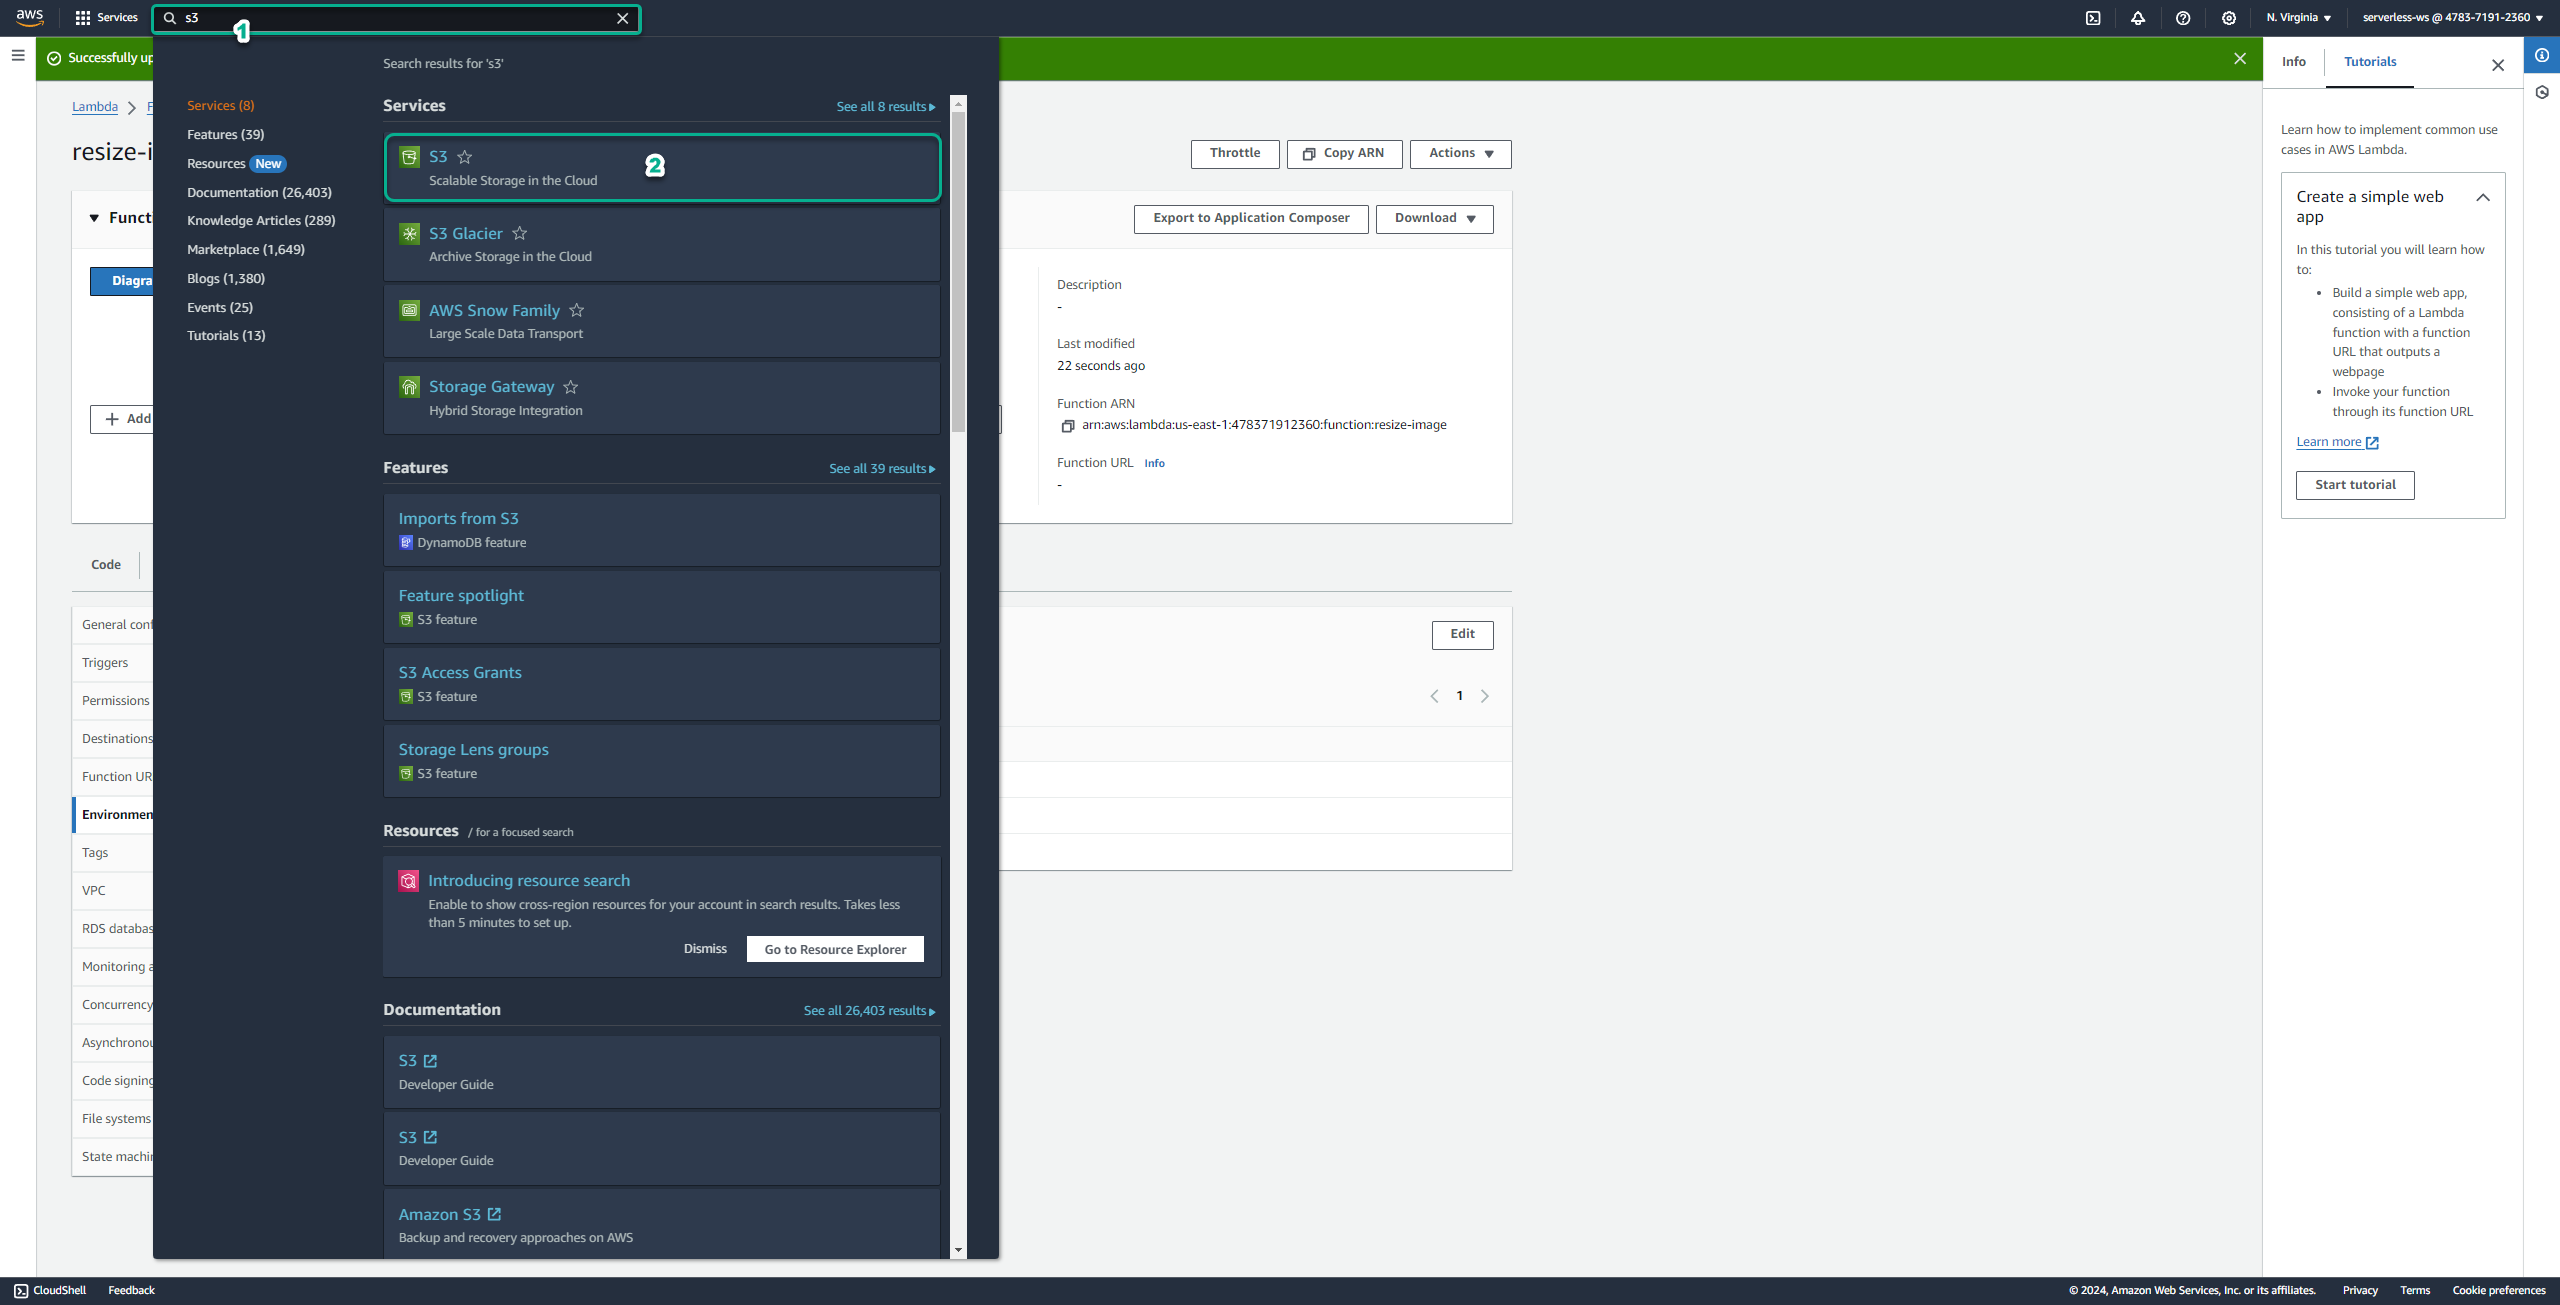 aws
Services
s3
1
N. Virginia
serverless-ws @ 4783-7191-2360
Successfully up
Lambda
F
resize-i
Throttle
Copy ARN
Actions
Funct
Export to Application Composer
Download
Diagra
Add
Description
-
Last modified
22 seconds ago
Function ARN
arn:aws:lambda:us-east-1:478371912360:function:resize-image
Function URL Info
-
Code
General conf
Triggers
Permissions
Destinations
Function UR
Environmen
Tags
VPC
RDS databas
Monitoring a
Concurrency
Asynchronou
Code signing
File systems
State machin
Edit
1
Search results for 's3'
Services (8)
Features (39)
Resources New
Documentation (26,403)
Knowledge Articles (289)
Marketplace (1,649)
Blogs (1,380)
Events (25)
Tutorials (13)
Services
See all 8 results
S3
2
Scalable Storage in the Cloud
S3 Glacier
Archive Storage in the Cloud
AWS Snow Family
Large Scale Data Transport
Storage Gateway
Hybrid Storage Integration
Features
See all 39 results
Imports from S3
DynamoDB feature
Feature spotlight
S3 feature
S3 Access Grants
S3 feature
Storage Lens groups
S3 feature
Resources / for a focused search
Introducing resource search
Enable to show cross-region resources for your account in search results. Takes less
than 5 minutes to set up.
Dismiss
Go to Resource Explorer
Documentation
See all 26,403 results
S3
Developer Guide
S3
Developer Guide
Amazon S3
Backup and recovery approaches on AWS
Info
Tutorials
Learn how to implement common use
cases in AWS Lambda.
Create a simple web
app
In this tutorial you will learn how
to:
• Build a simple web app,
consisting of a Lambda
function with a function
URL that outputs a
webpage
• Invoke your function
through its function URL
Learn more
Start tutorial
CloudShell
Feedback
© 2024, Amazon Web Services, Inc. or its affiliates.
Privacy
Terms
Cookie preferences